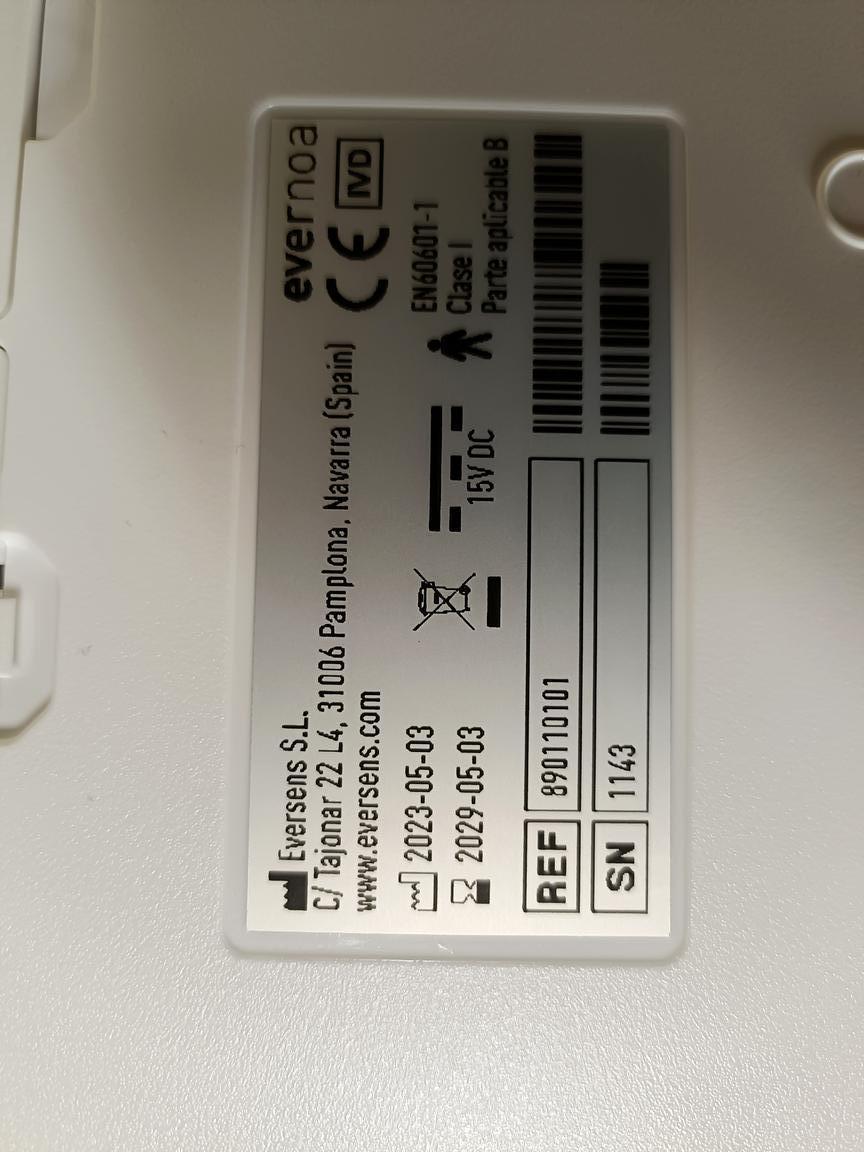 Eversens S.L.
evernoa
C/ Tajonar 22 L4, 31006 Pamplona, Navarra (Spain)
www.eversens.com
CE IVD
2023-05-03
2029-05-03
15V DC
EN60601-1
Clase I
Parte aplicable B
REF 890110101
SN 1143